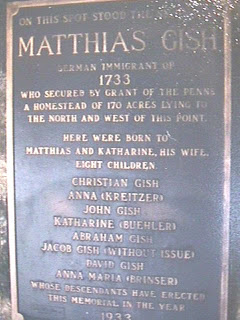 ON THIS SPOT STOOD THE
MATTHIAS GISH
GERMAN IMMIGRANT OF
1733
WHO SECURED BY GRANT OF THE PENNS
A HOMESTEAD OF 170 ACRES LYING TO
THE NORTH AND WEST OF THIS POINT.
HERE WERE BORN TO
MATTHIAS AND KATHARINE, HIS WIFE,
EIGHT CHILDREN.
CHRISTIAN GISH
ANNA (KREITZER)
JOHN GISH
KATHARINE (BUEHLER)
ABRAHAM GISH
JACOB GISH (WITHOUT ISSUE)
DAVID GISH
ANNA MARIA (BRINSER)
WHOSE DESCENDANTS HAVE ERECTED
THIS MEMORIAL IN THE YEAR
1933